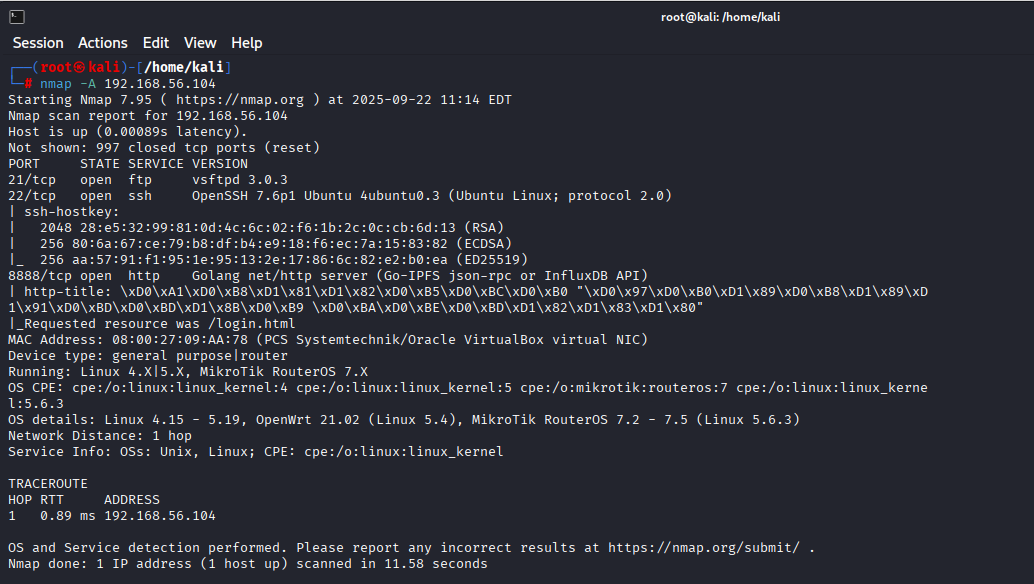 root@kali: /home/kali
Session Actions Edit View Help
┌──(root㉿kali)-[/home/kali]
└─# nmap -A 192.168.56.104
Starting Nmap 7.95 ( https://nmap.org ) at 2025-09-22 11:14 EDT
Nmap scan report for 192.168.56.104
Host is up (0.00089s latency).
Not shown: 997 closed tcp ports (reset)
PORT     STATE SERVICE VERSION
21/tcp   open  ftp     vsftpd 3.0.3
22/tcp   open  ssh     OpenSSH 7.6p1 Ubuntu 4ubuntu0.3 (Ubuntu Linux; protocol 2.0)
| ssh-hostkey:
|   2048 28:e5:32:99:81:0d:4c:6c:02:f6:1b:2c:0c:cb:6d:13 (RSA)
|   256 80:6a:67:ce:79:b8:df:b4:e9:18:f6:ec:7a:15:83:82 (ECDSA)
|_  256 aa:57:91:f1:95:1e:95:13:2e:17:86:6c:82:e2:b0:ea (ED25519)
8888/tcp open  http    Golang net/http server (Go-IPFS json-rpc or InfluxDB API)
| http-title: \xD0\xA1\xD0\xB8\xD1\x81\xD1\x82\xD0\xB5\xD0\xBC\xD0\xB0 "\xD0\x97\xD0\xB0\xD1\x89\xD0\xB8\xD1\x89\xD
1\x91\xD0\xBD\xD0\xBD\xD1\x8B\xD0\xB9 \xD0\xBA\xD0\xBE\xD0\xBD\xD1\x82\xD1\x83\xD1\x80"
|_Requested resource was /login.html
MAC Address: 08:00:27:09:AA:78 (PCS Systemtechnik/Oracle VirtualBox virtual NIC)
Device type: general purpose|router
Running: Linux 4.X|5.X, MikroTik RouterOS 7.X
OS CPE: cpe:/o:linux:linux_kernel:4 cpe:/o:linux:linux_kernel:5 cpe:/o:mikrotik:routeros:7 cpe:/o:linux:linux_kerne
l:5.6.3
OS details: Linux 4.15 - 5.19, OpenWrt 21.02 (Linux 5.4), MikroTik RouterOS 7.2 - 7.5 (Linux 5.6.3)
Network Distance: 1 hop
Service Info: OSs: Unix, Linux; CPE: cpe:/o:linux:linux_kernel
TRACEROUTE
HOP RTT     ADDRESS
1   0.89 ms 192.168.56.104
OS and Service detection performed. Please report any incorrect results at https://nmap.org/submit/ .
Nmap done: 1 IP address (1 host up) scanned in 11.58 seconds